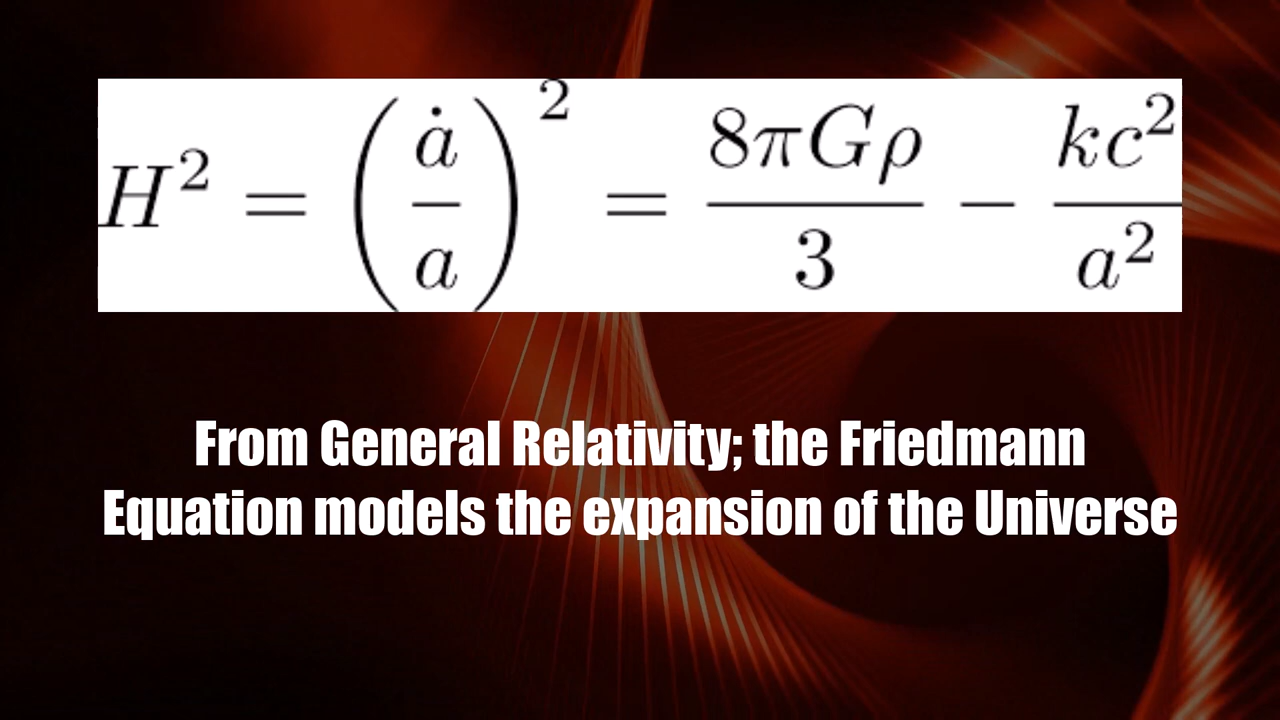 H² = (ȧ/a)² = 8πGρ/3 − kc²/a²
From General Relativity; the Friedmann
Equation models the expansion of the Universe